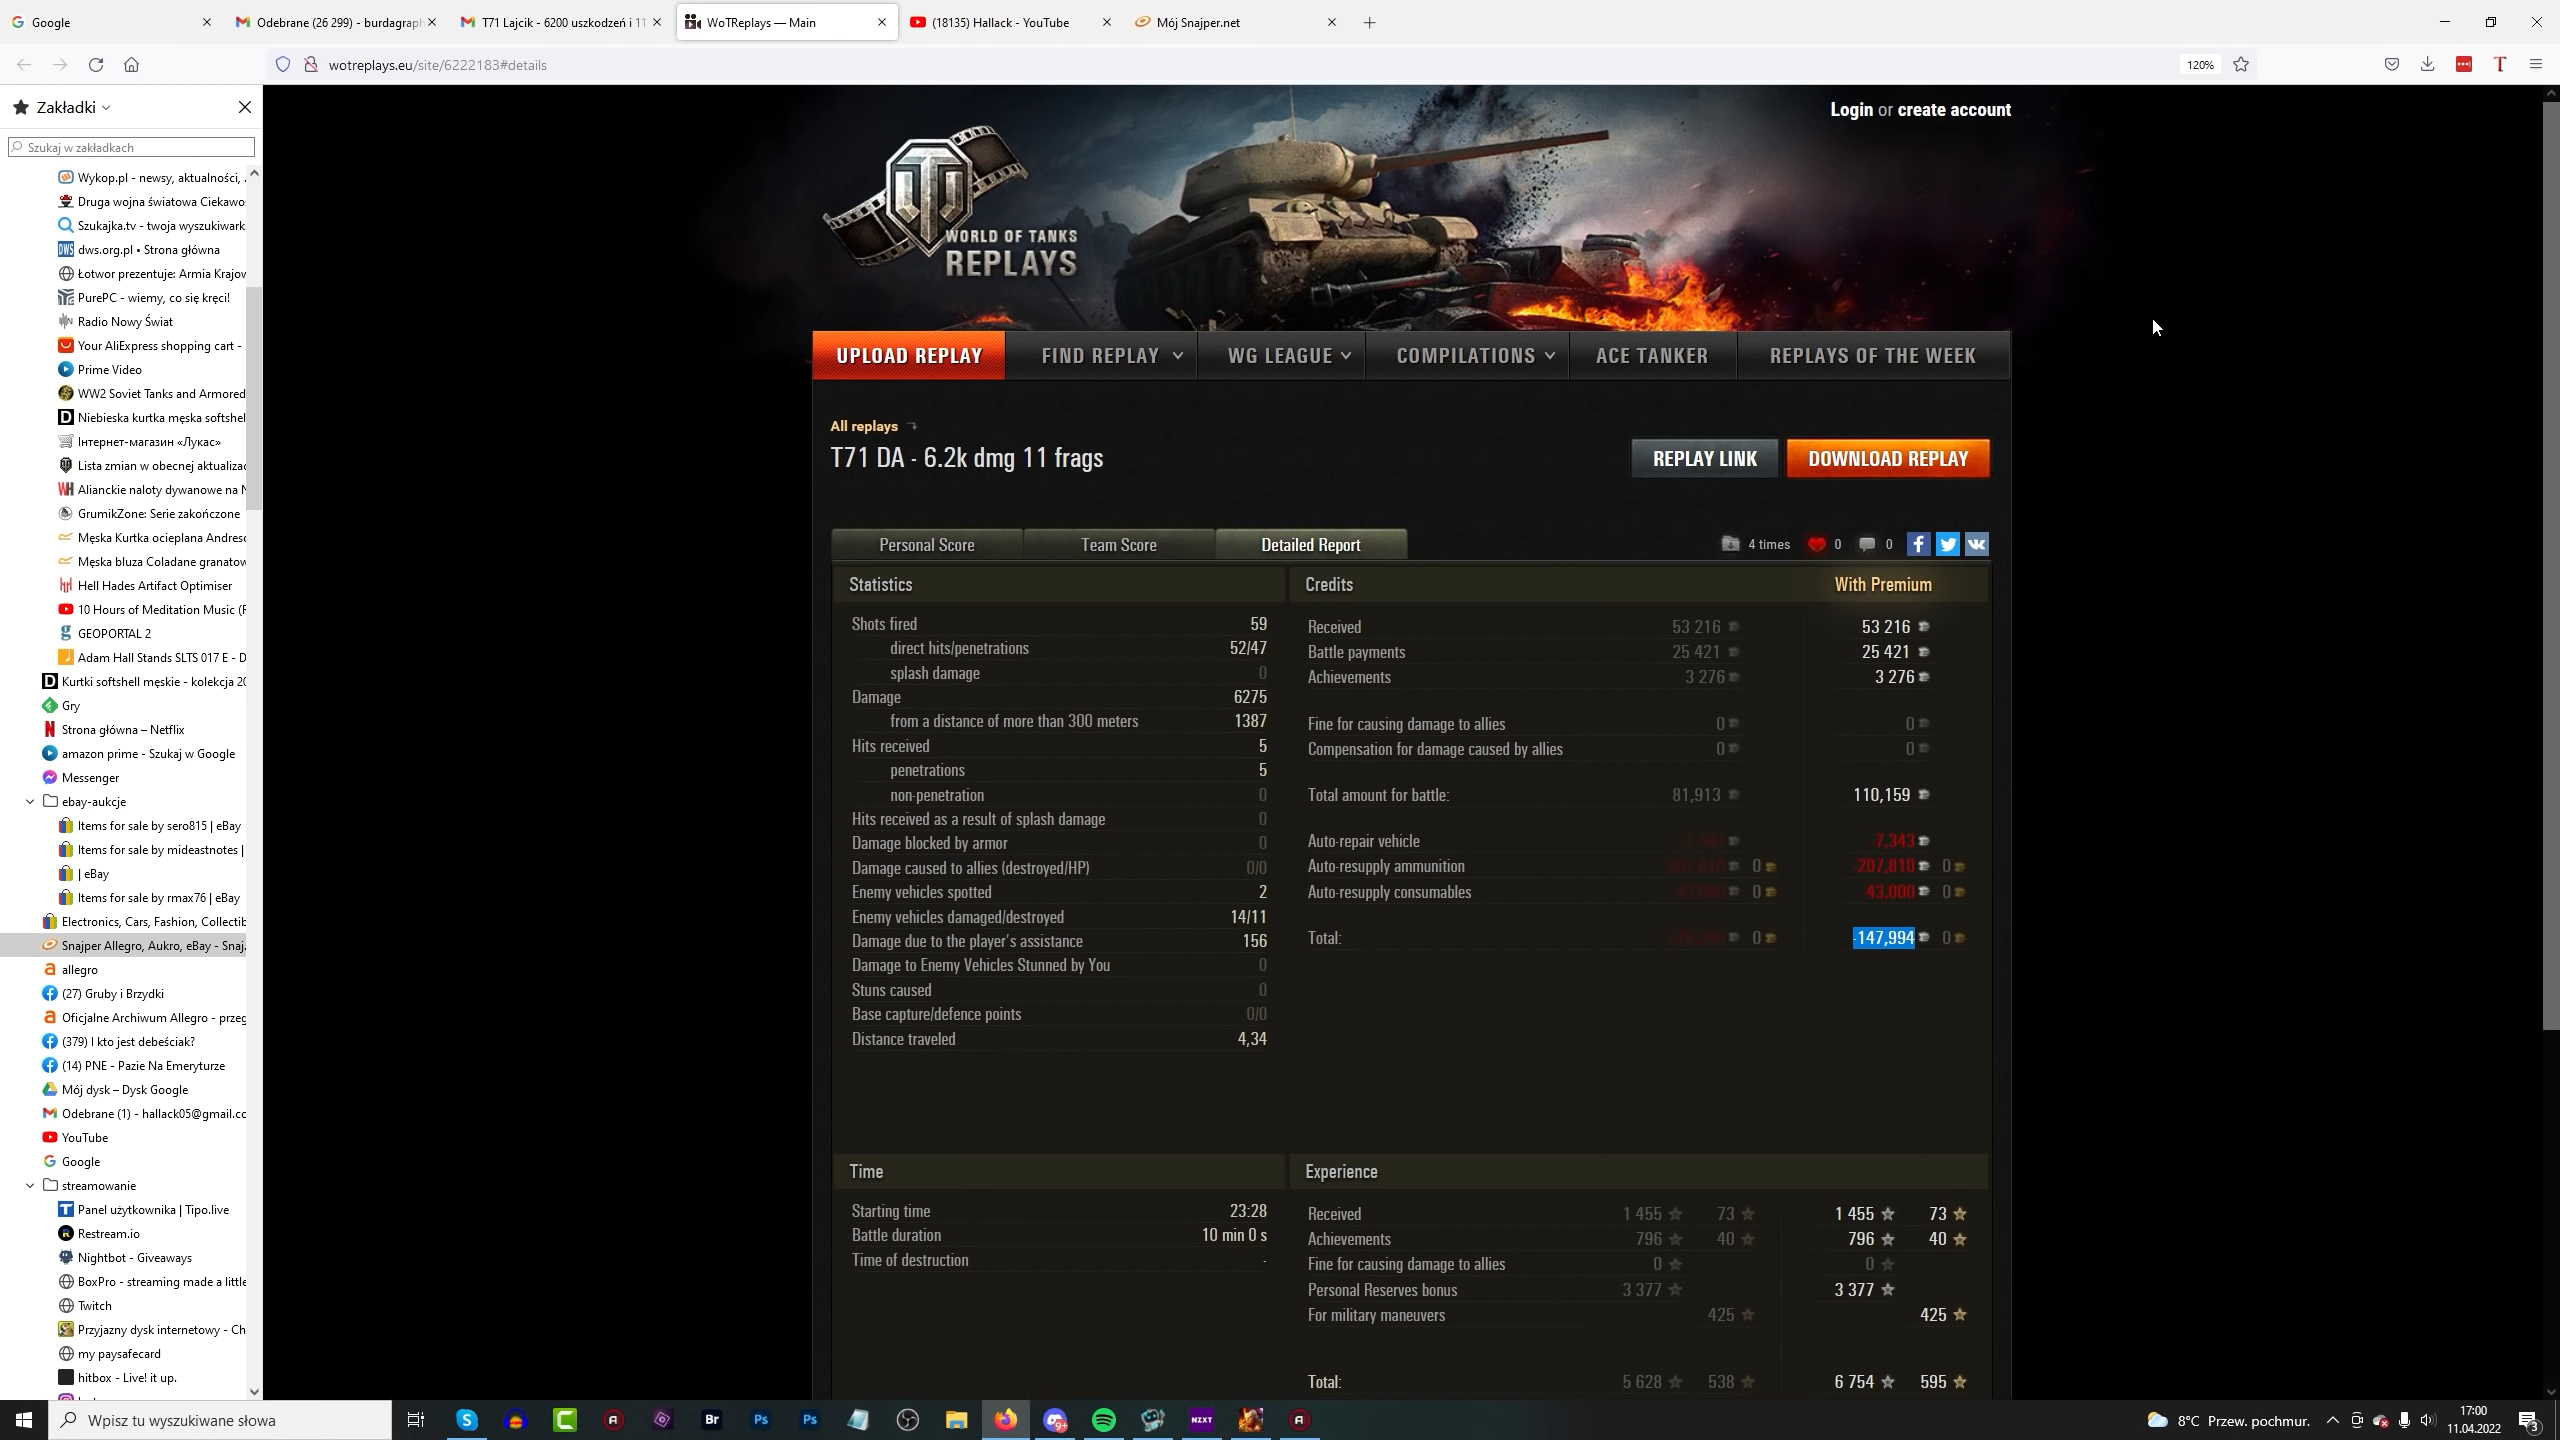 Google
Odebrane (26 299) - burdagraph
T71 Lajcik - 6200 uszkodzeń i 11
WoTReplays — Main
(18135) Hallack - YouTube
Mój Snajper.net
wotreplays.eu/site/6222183#details
120%
Zakładki
Szukaj w zakładkach
Wykop.pl - newsy, aktualności, .
Druga wojna światowa Ciekawo
Szukajka.tv - twoja wyszukiwark
dws.org.pl • Strona główna
Łotwor prezentuje: Armia Krajow
PurePC - wiemy, co się kręci!
Radio Nowy Świat
Your AliExpress shopping cart -
Prime Video
WW2 Soviet Tanks and Armored
Niebieska kurtka męska softshel
Інтернет-магазин «Лукас»
Lista zmian w obecnej aktualizac
Alianckie naloty dywanowe na N
GrumikZone: Serie zakończone
Męska Kurtka ocieplana Andresc
Męska bluza Coladane granatow
Hell Hades Artifact Optimiser
10 Hours of Meditation Music (F
GEOPORTAL 2
Adam Hall Stands SLTS 017 E - D
Kurtki softshell męskie - kolekcja 20
Gry
Strona główna – Netflix
amazon prime - Szukaj w Google
Messenger
ebay-aukcje
Items for sale by sero815 | eBay
Items for sale by mideastnotes |
| eBay
Items for sale by rmax76 | eBay
Electronics, Cars, Fashion, Collectib
Snajper Allegro, Aukro, eBay - Snaj.
allegro
(27) Gruby i Brzydki
Oficjalne Archiwum Allegro - przeg
(379) I kto jest debeściak?
(14) PNE - Pazie Na Emeryturze
Mój dysk – Dysk Google
Odebrane (1) - hallack05@gmail.cc
YouTube
Google
streamowanie
Panel użytkownika | Tipo.live
Restream.io
Nightbot - Giveaways
BoxPro - streaming made a little
Twitch
Przyjazny dysk internetowy - Ch
my paysafecard
hitbox - Live! it up.
Login or create account
WORLD OF TANKS
REPLAYS
UPLOAD REPLAY
FIND REPLAY
WG LEAGUE
COMPILATIONS
ACE TANKER
REPLAYS OF THE WEEK
All replays
T71 DA - 6.2k dmg 11 frags
REPLAY LINK
DOWNLOAD REPLAY
Personal Score
Team Score
Detailed Report
4 times 0 0
Statistics
Shots fired 59
direct hits/penetrations 52/47
splash damage 0
Damage 6275
from a distance of more than 300 meters 1387
Hits received 5
penetrations 5
non-penetration 0
Hits received as a result of splash damage 0
Damage blocked by armor 0
Damage caused to allies (destroyed/HP) 0/0
Enemy vehicles spotted 2
Enemy vehicles damaged/destroyed 14/11
Damage due to the player's assistance 156
Damage to Enemy Vehicles Stunned by You 0
Stuns caused 0
Base capture/defence points 0/0
Distance traveled 4,34
Credits With Premium
Received 53 216 53 216
Battle payments 25 421 25 421
Achievements 3 276 3 276
Fine for causing damage to allies 0 0
Compensation for damage caused by allies 0 0
Total amount for battle: 81,913 110,159
Auto-repair vehicle -7,343
Auto-resupply ammunition 0 -207,810 0
Auto-resupply consumables 0 -43,000 0
Total: 0 -147,994 0
Time
Starting time 23:28
Battle duration 10 min 0 s
Time of destruction -
Experience
Received 1 455 73 1 455 73
Achievements 796 40 796 40
Fine for causing damage to allies 0 0
Personal Reserves bonus 3 377 3 377
For military maneuvers 425 425
Total: 5 628 538 6 754 595
Wpisz tu wyszukiwane słowa
Br
Ps
Ps
9+
NZXT
8°C Przew. pochmur.
17:00
11.04.2022
3